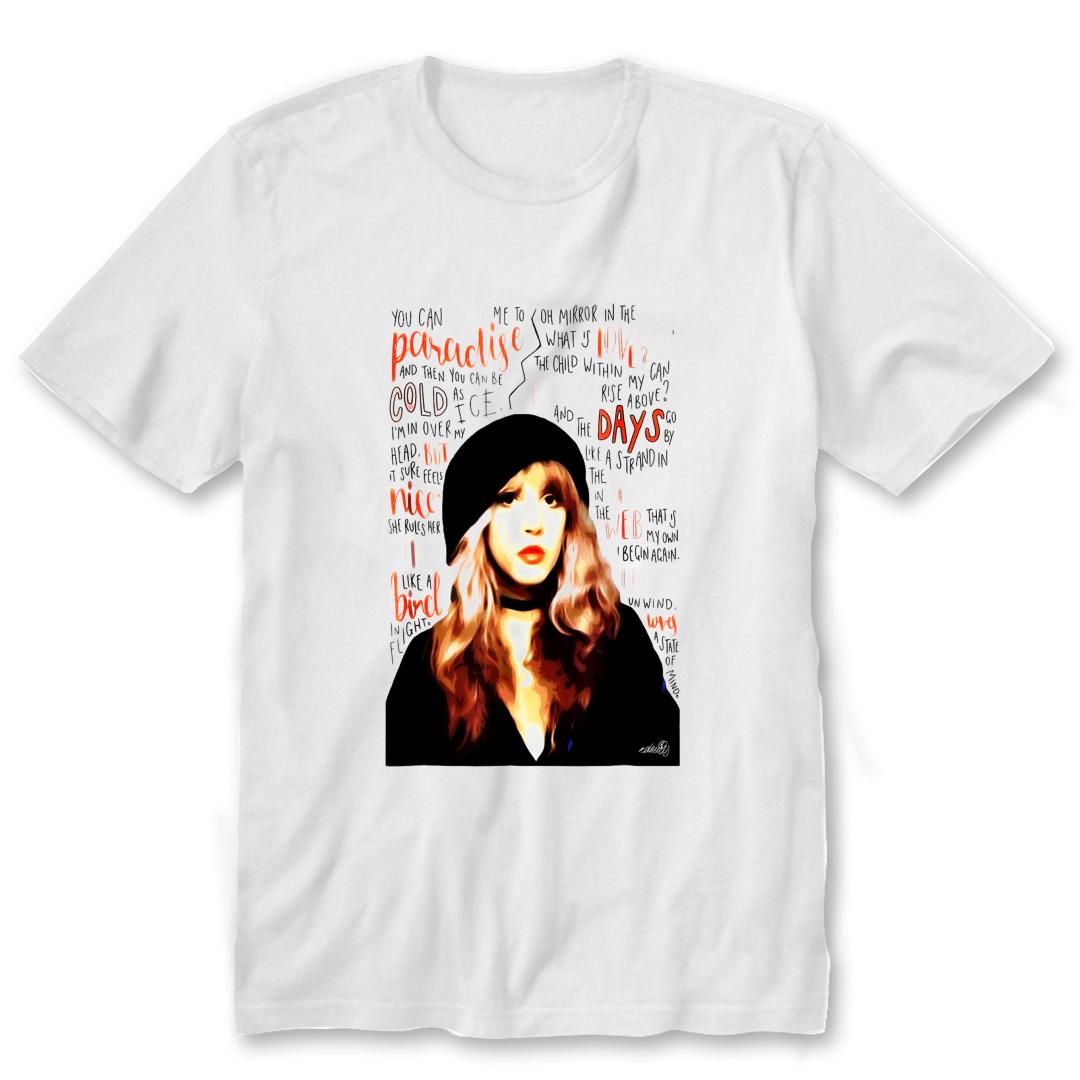 YOU CAN ME TO
paradise
AND THEN YOU CAN BE
COLD AS
ICE.
I'M IN OVER MY
HEAD, BUT
IT SURE FEELS
nice
SHE RULES HER
LIKE A
bird
IN
FLIGHT.
OH MIRROR IN THE
WHAT IS LOVE?
THE CHILD WITHIN MY CAN
RISE ABOVE?
AND
THE DAYS GO
BY
LIKE A STRAND IN
THE
IN
THE WEB THAT IS
MY OWN
I BEGIN AGAIN.
UNWIND.
loves
A STATE
OF
MIND.